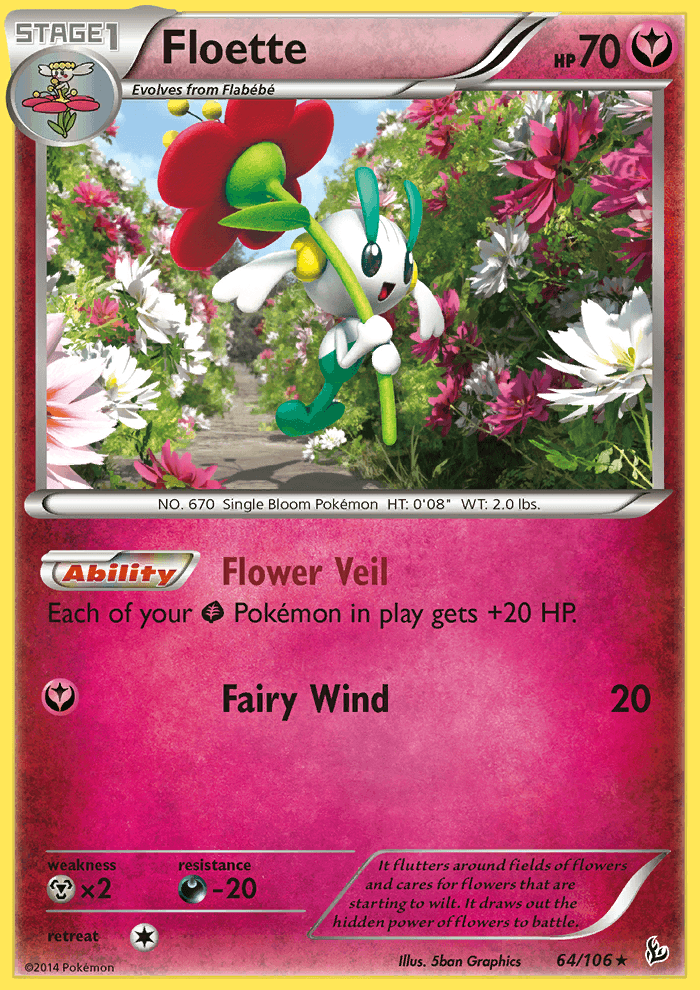 STAGE1
Floette
HP70
Evolves from Flabébé
NO. 670 Single Bloom Pokémon HT: 0'08" WT: 2.0 lbs.
Ability Flower Veil
Each of your Pokémon in play gets +20 HP.
Fairy Wind 20
weakness resistance
×2 -20
retreat
It flutters around fields of flowers
and cares for flowers that are
starting to wilt. It draws out the
hidden power of flowers to battle.
©2014 Pokémon
Illus. 5ban Graphics
64/106 ★